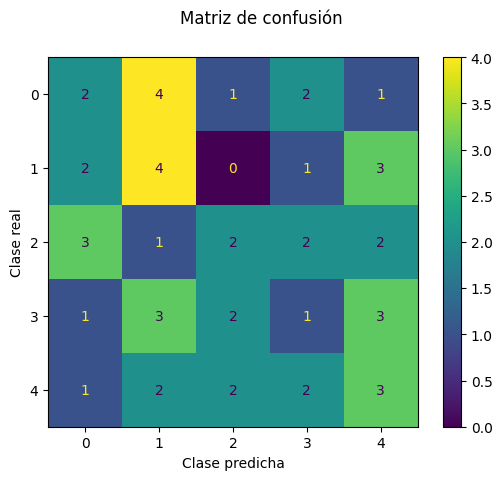 Matriz de confusión
0 2 4 1 2 1
1 2 4 0 1 3
2 3 1 2 2 2
3 1 3 2 1 3
4 1 2 2 2 3
0 1 2 3 4
Clase predicha
Clase real
4.0
3.5
3.0
2.5
2.0
1.5
1.0
0.5
0.0